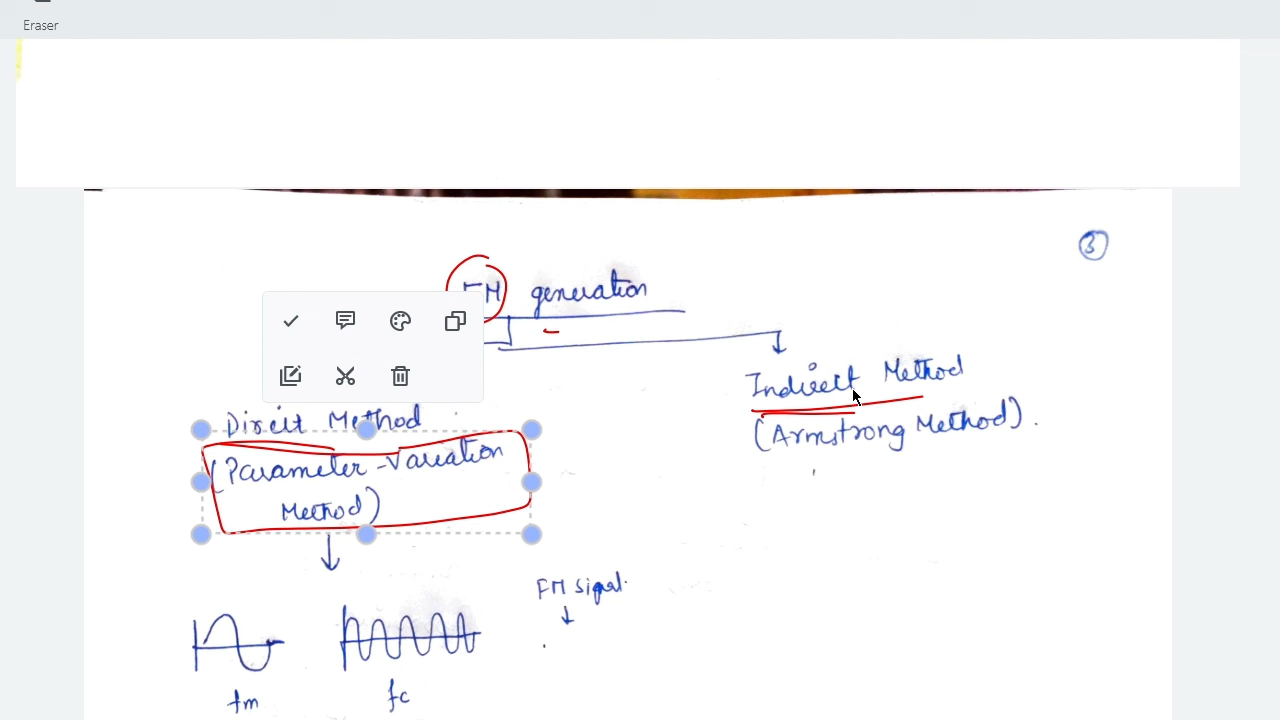 Eraser
3
FM generation
Direct Method
(Parameter-Variation
Method)
Indirect Method
(Armstrong Method).
FM signal.
fm
fc